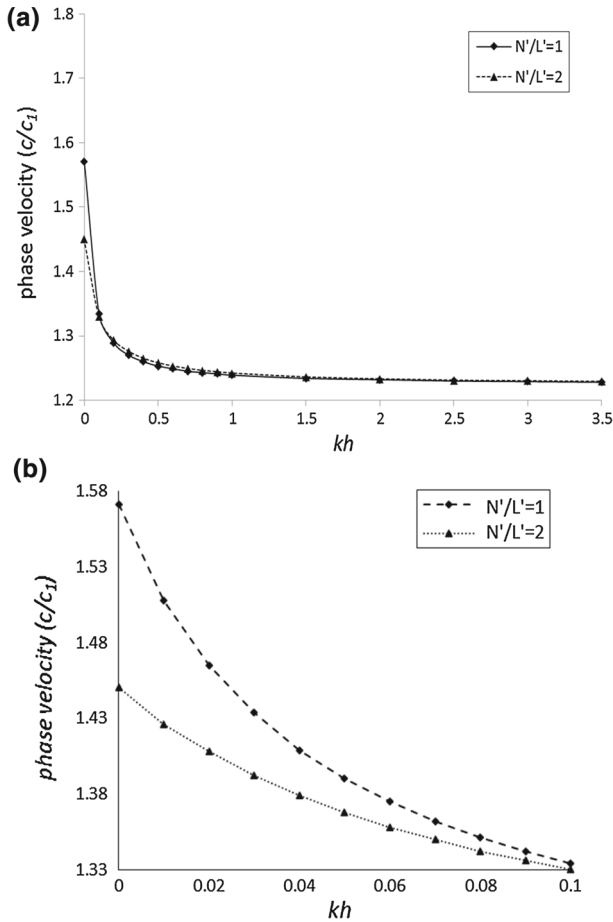 (a)
1.8
1.7
1.6
1.5
1.4
1.3
1.2
phase velocity (c/c₁)
N'/L'=1
N'/L'=2
0 0.5 1 1.5 2 2.5 3 3.5
kh
(b)
1.58
1.53
1.48
1.43
1.38
1.33
phase velocity (c/c₁)
N'/L'=1
N'/L'=2
0 0.02 0.04 0.06 0.08 0.1
kh